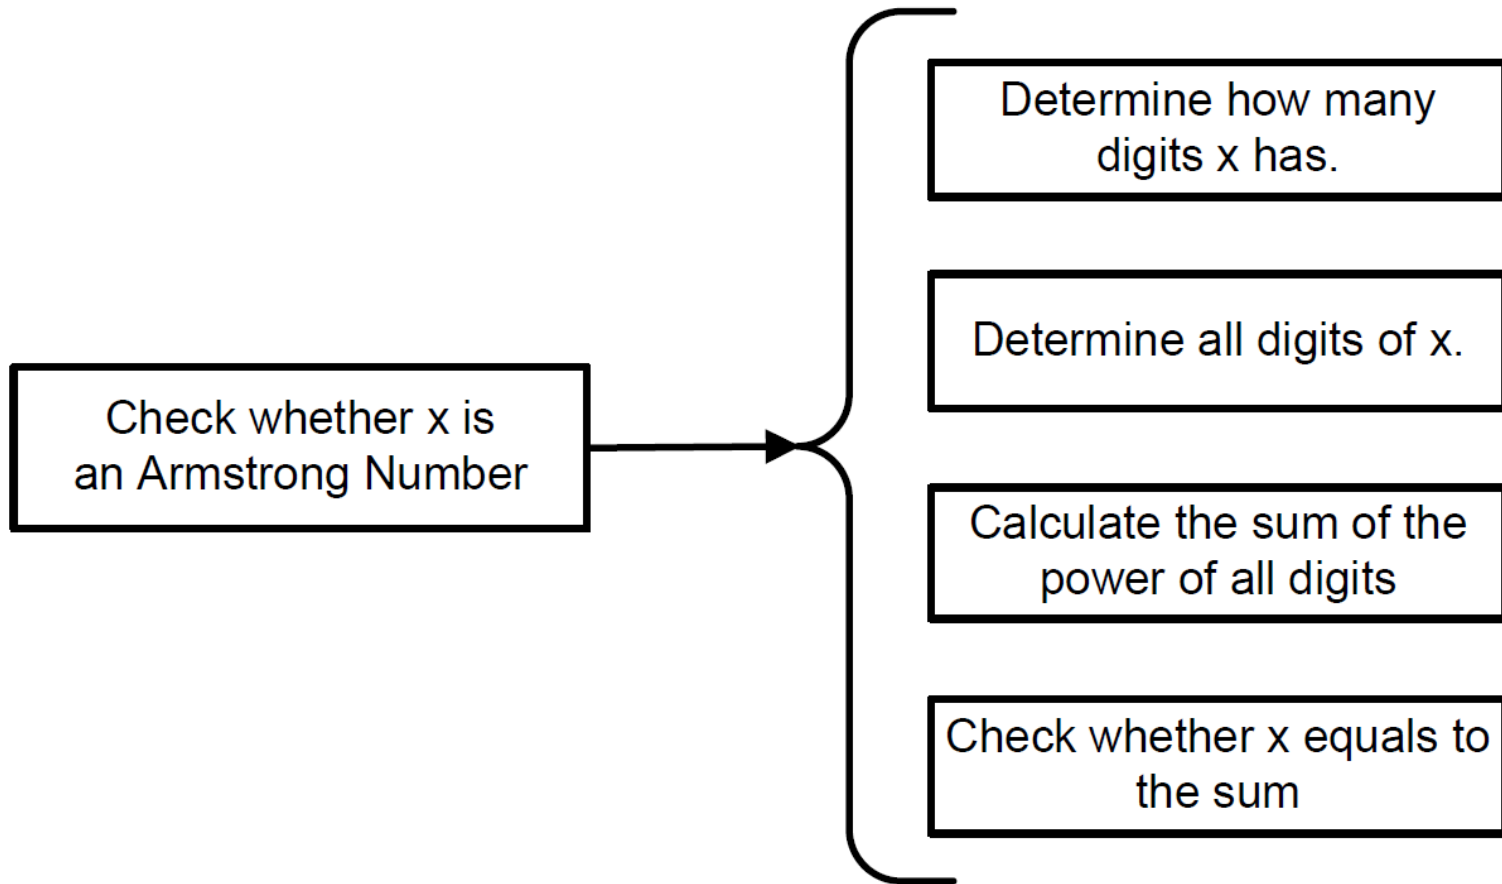 Check whether x is
an Armstrong Number
Determine how many
digits x has.
Determine all digits of x.
Calculate the sum of the
power of all digits
Check whether x equals to
the sum